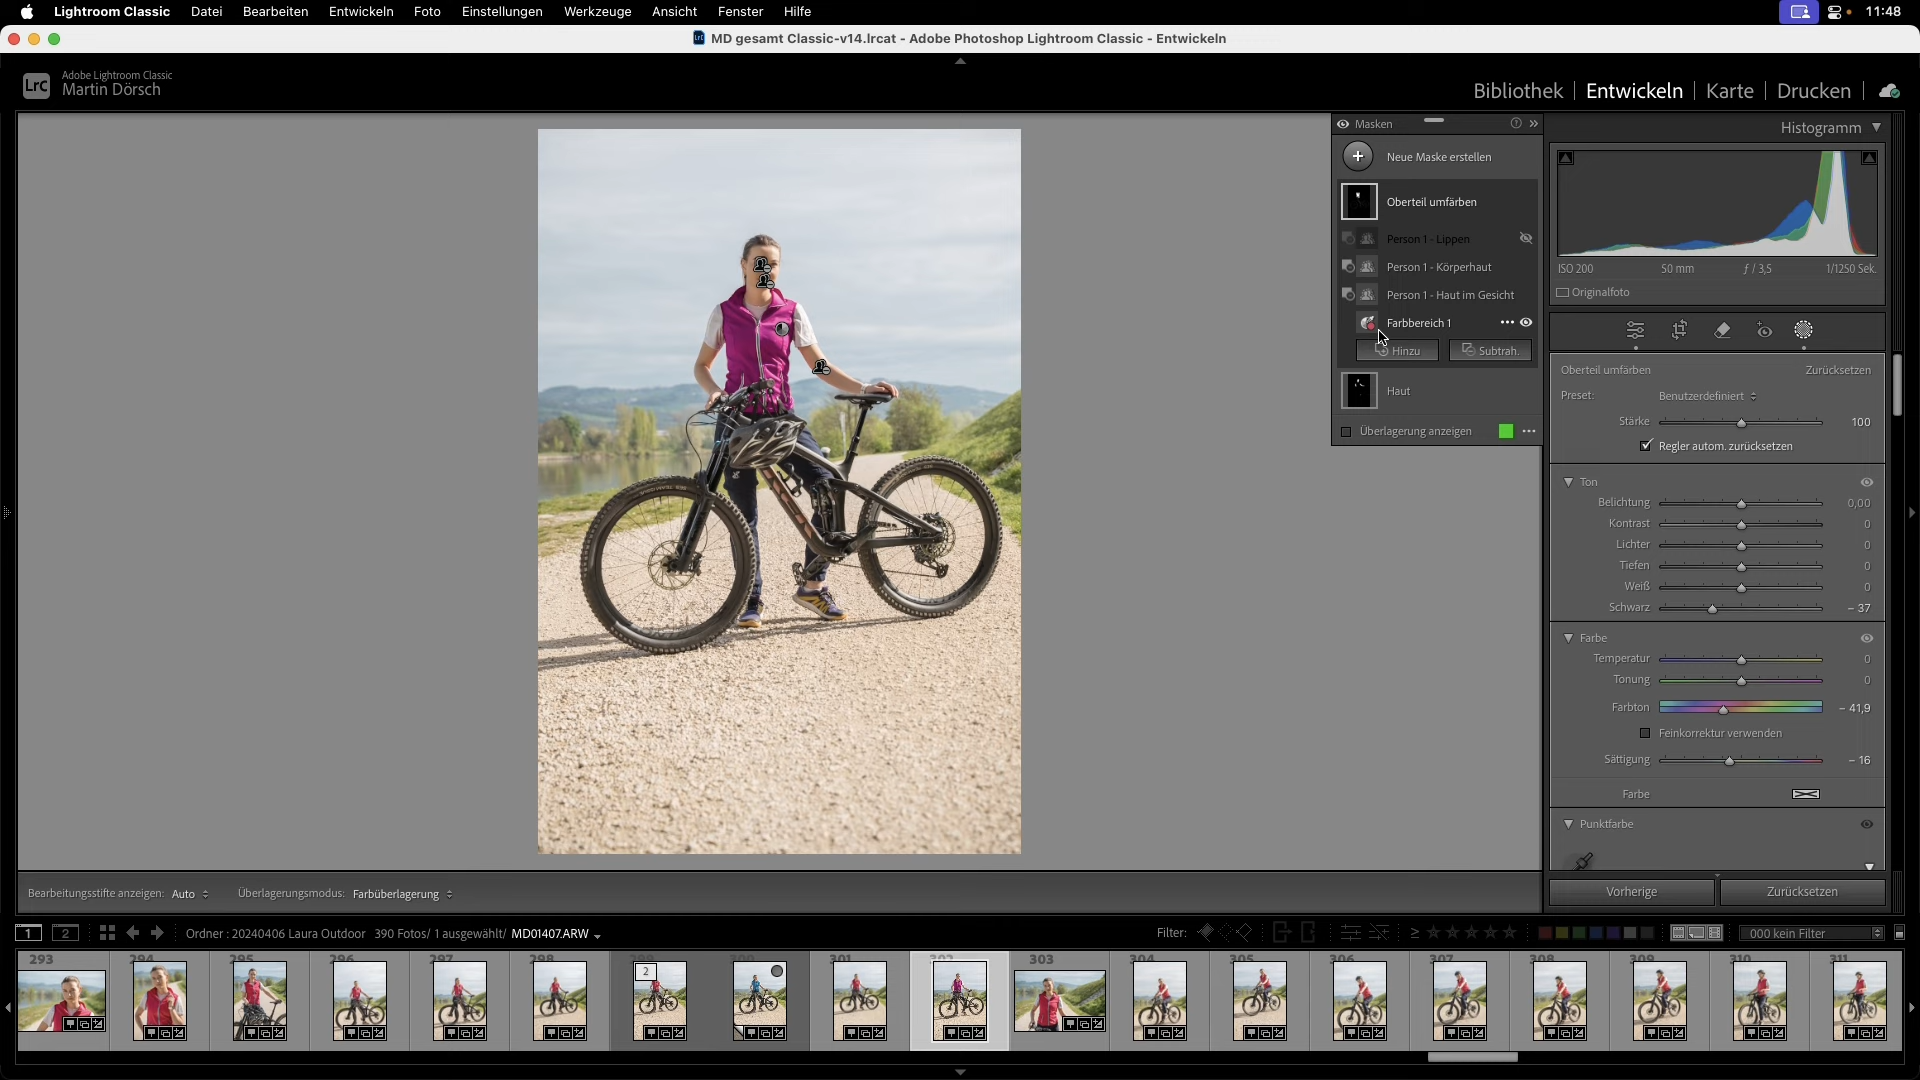 Lightroom Classic Datei Bearbeiten Entwickeln Foto Einstellungen Werkzeuge Ansicht Fenster Hilfe 11:48
MD gesamt Classic-v14.lrcat - Adobe Photoshop Lightroom Classic - Entwickeln
LrC
Adobe Lightroom Classic
Martin Dörsch
Bibliothek | Entwickeln | Karte | Drucken
Masken
Neue Maske erstellen
Oberteil umfärben
Person 1 - Lippen
Person 1 - Körperhaut
Person 1 - Haut im Gesicht
Farbbereich 1
Hinzu Subtrah.
Haut
Überlagerung anzeigen
Histogramm
ISO 200 50 mm ƒ / 3,5 1/1250 Sek.
Originalfoto
Oberteil umfärben Zurücksetzen
Preset: Benutzerdefiniert
Stärke 100
Regler autom. zurücksetzen
Ton
Belichtung 0,00
Kontrast 0
Lichter 0
Tiefen 0
Weiß 0
Schwarz – 37
Farbe
Temperatur 0
Tonung 0
Farbton – 41,9
Feinkorrektur verwenden
Sättigung – 16
Farbe
Punktfarbe
Vorherige Zurücksetzen
Bearbeitungsstifte anzeigen: Auto Überlagerungsmodus: Farbüberlagerung
1 2 Ordner : 20240406 Laura Outdoor 390 Fotos/ 1 ausgewählt/ MD01407.ARW Filter: ≥ 000 kein Filter
293 294 295 296 297 298 299 300 301 302 303 304 305 306 307 308 309 310 311
2